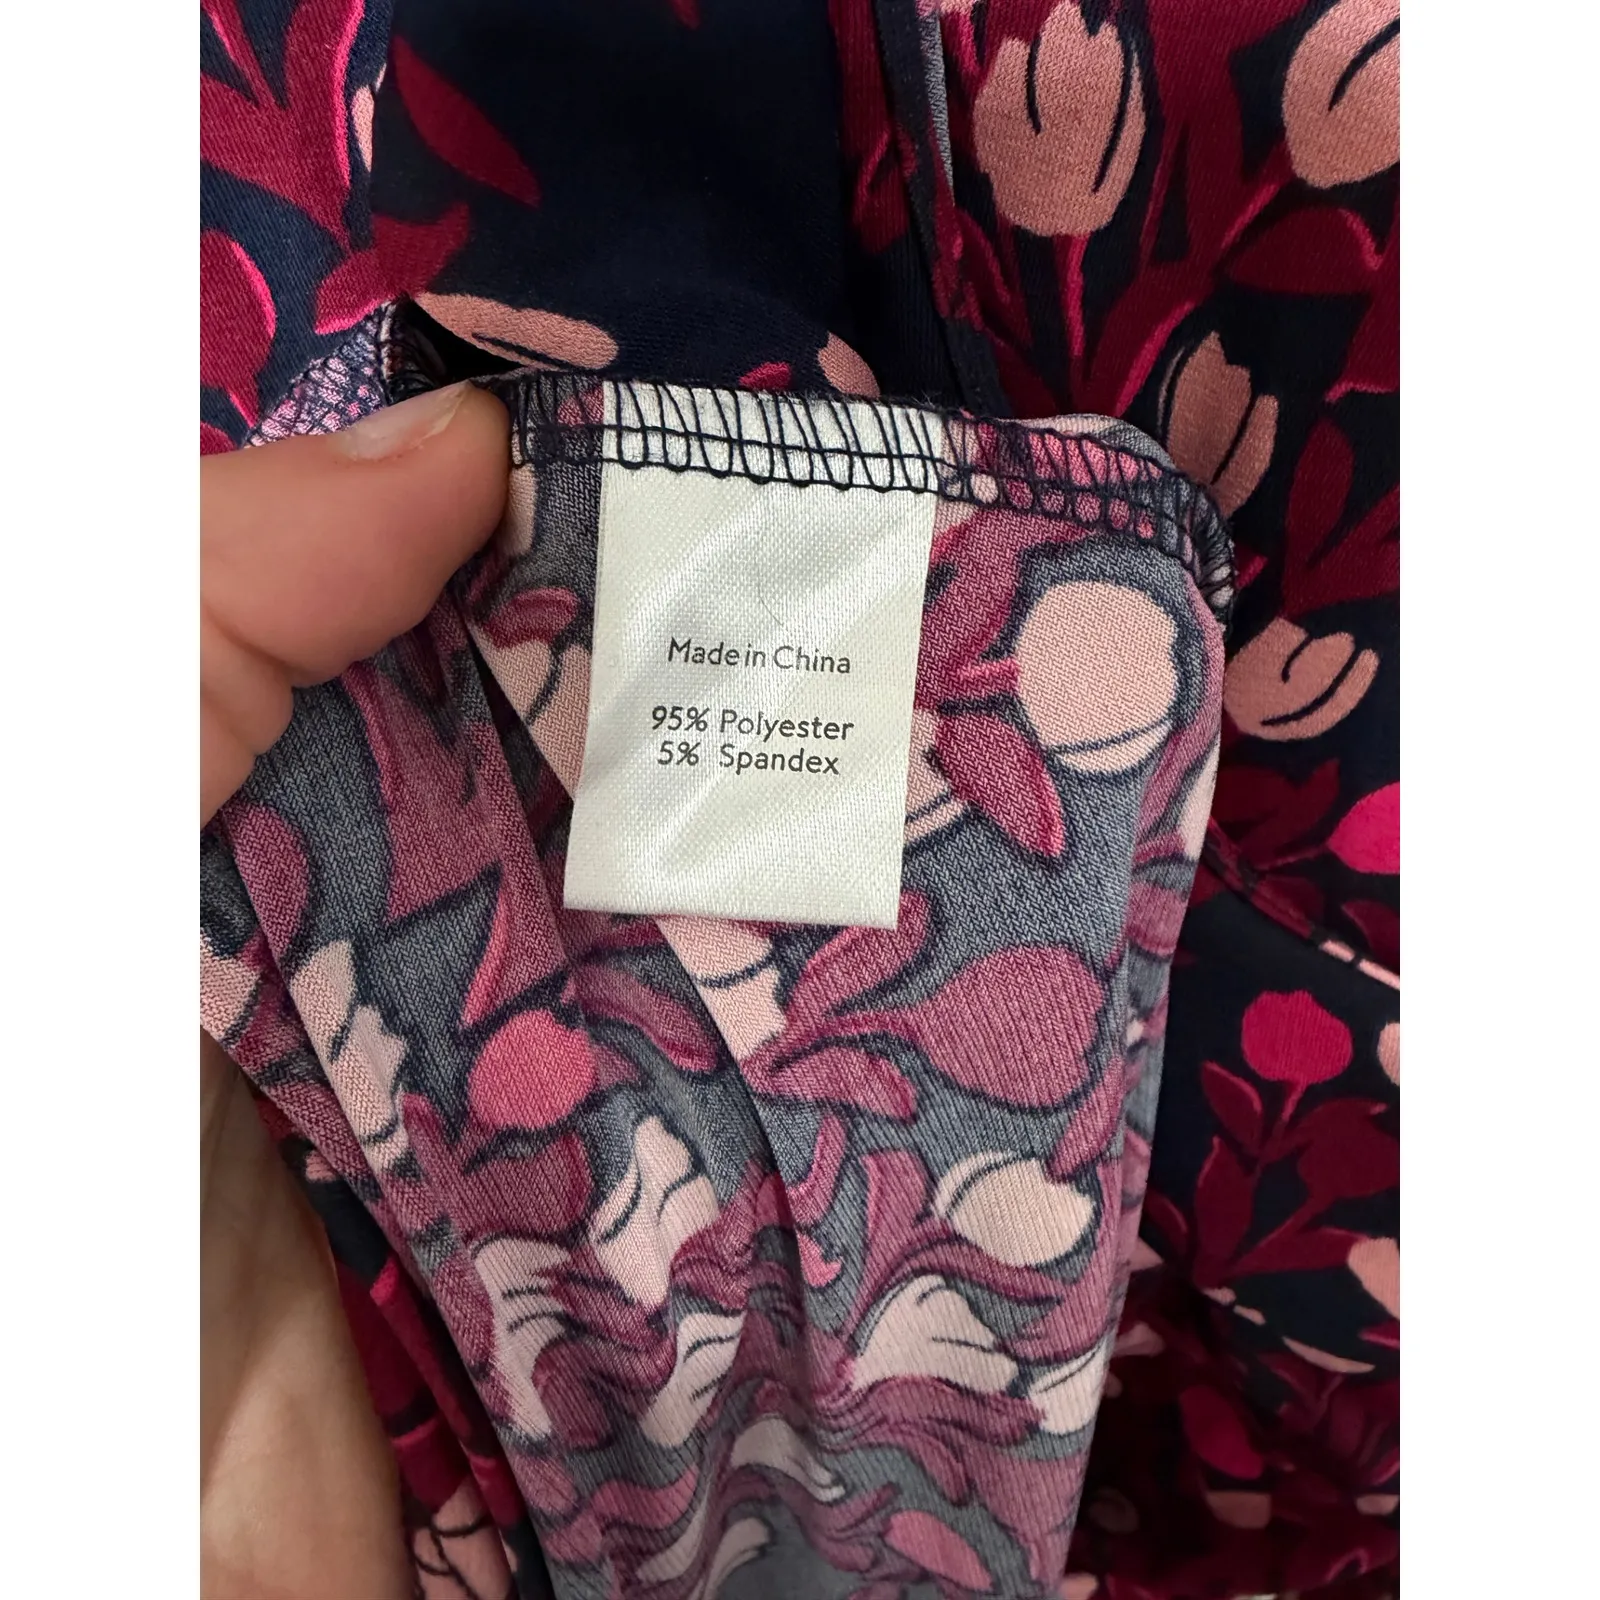 Made in China
95% Polyester
5% Spandex